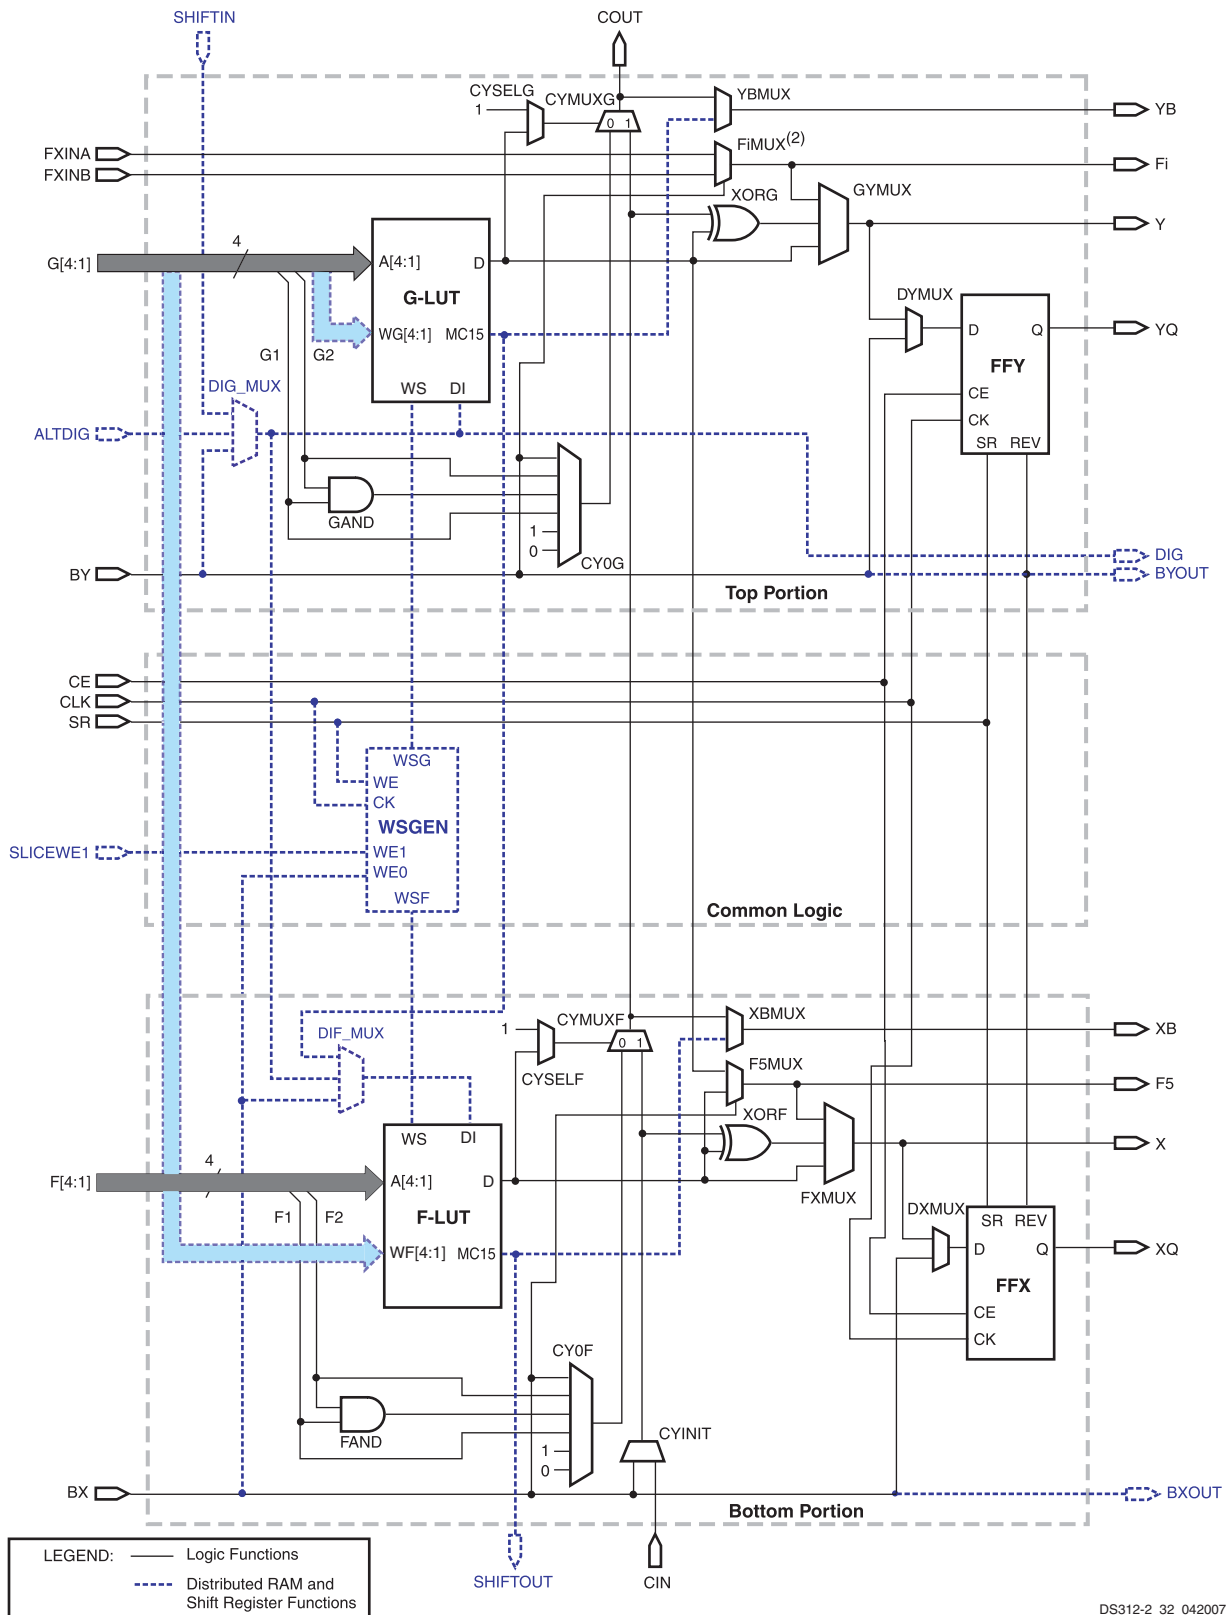 SHIFTIN
COUT
CYSELG
CYMUXG
YBMUX
1
0 1
YB
FXINA
FXINB
FiMUX(2)
Fi
XORG
GYMUX
Y
4
G[4:1]
A[4:1]
D
G-LUT
WG[4:1]
MC15
WS
DI
G1
G2
DYMUX
D
Q
YQ
FFY
CE
CK
SR
REV
DIG_MUX
ALTDIG
GAND
1
0
CY0G
DIG
BY
BYOUT
Top Portion
CE
CLK
SR
WSG
WE
CK
WSGEN
SLICEWE1
WE1
WE0
WSF
Common Logic
DIF_MUX
1
CYMUXF
0 1
CYSELF
XBMUX
XB
F5MUX
F5
XORF
X
FXMUX
WS
DI
4
F[4:1]
A[4:1]
D
F-LUT
WF[4:1]
MC15
F1
F2
DXMUX
SR
REV
D
Q
XQ
FFX
CE
CK
CY0F
FAND
1
0
CYINIT
BX
BXOUT
Bottom Portion
SHIFTOUT
CIN
LEGEND:
Logic Functions
Distributed RAM and
Shift Register Functions
DS312-2_32_042007